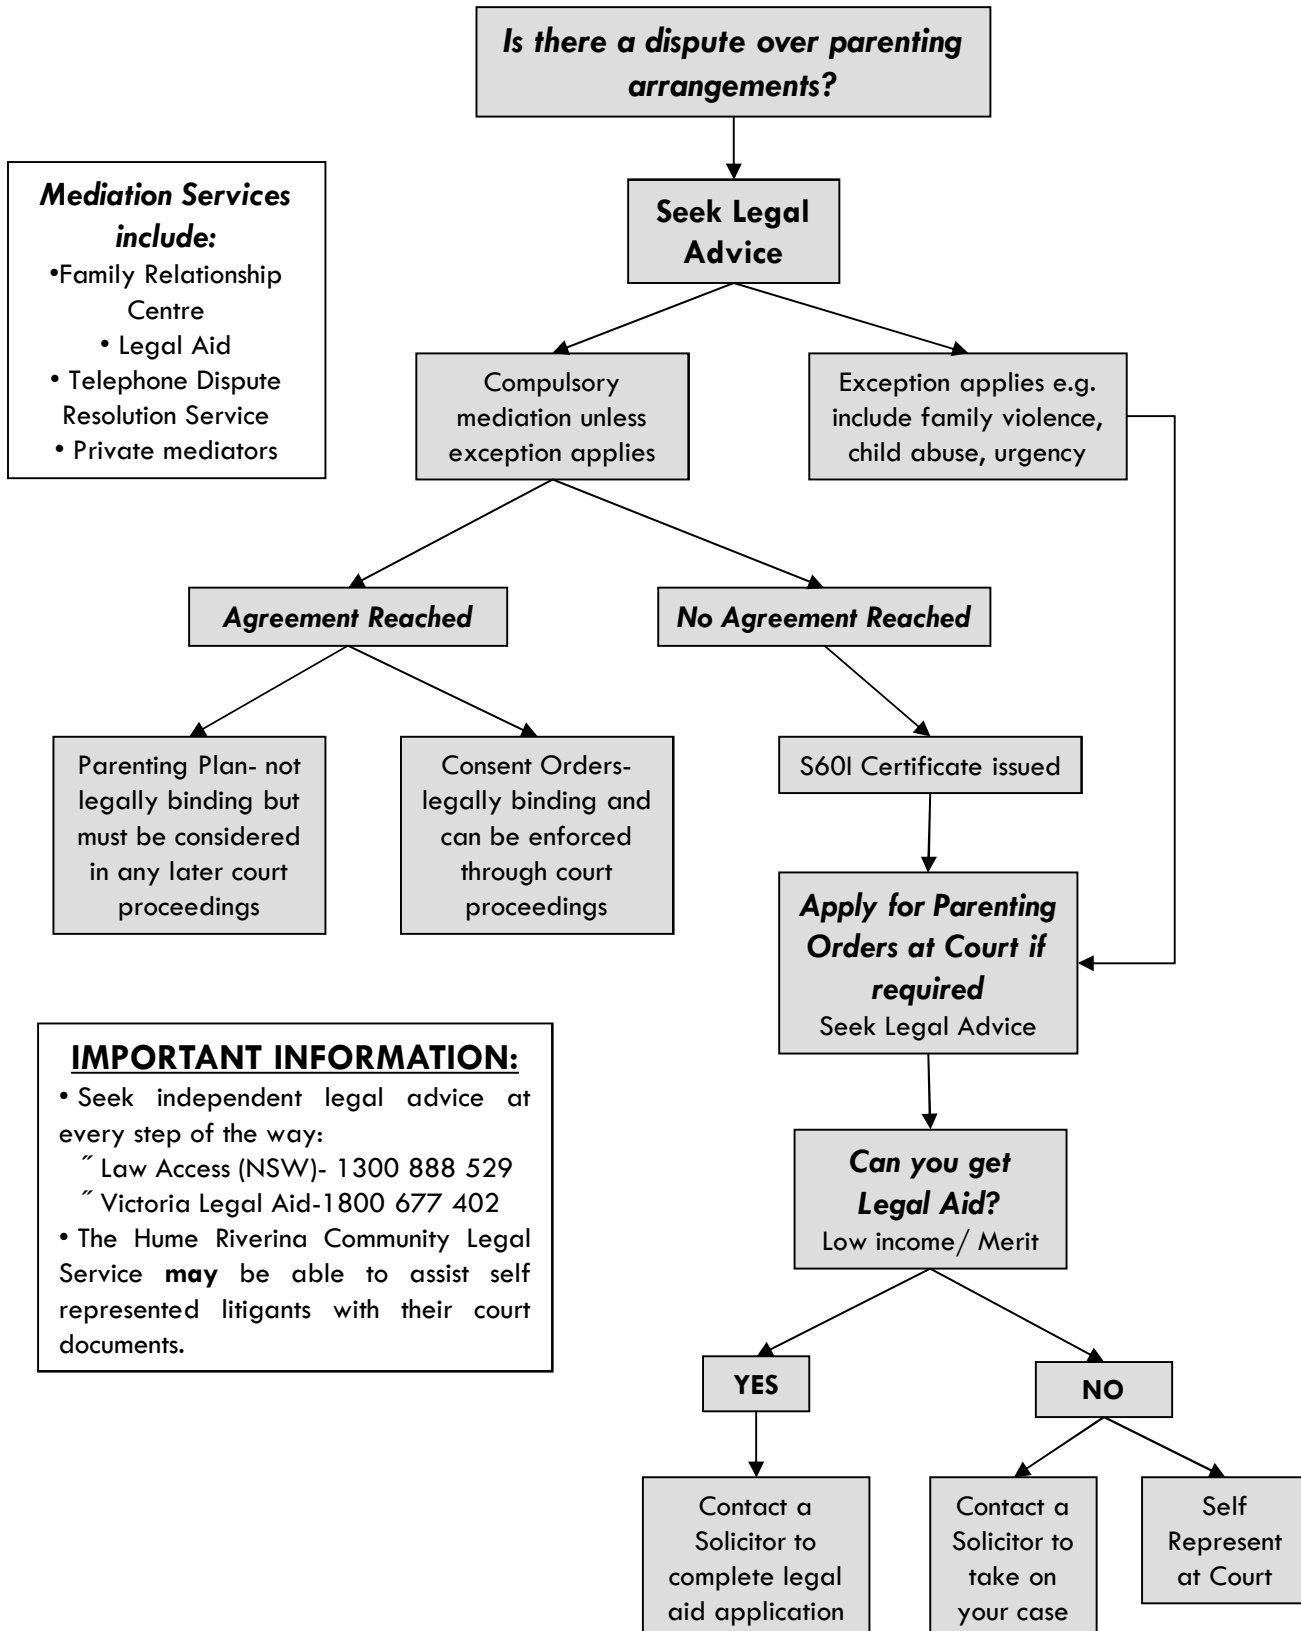 Is there a dispute over parenting
arrangements?
Mediation Services
include:
•Family Relationship
Centre
• Legal Aid
• Telephone Dispute
Resolution Service
• Private mediators
Seek Legal
Advice
Compulsory
mediation unless
exception applies
Exception applies e.g.
include family violence,
child abuse, urgency
Agreement Reached
No Agreement Reached
Parenting Plan- not
legally binding but
must be considered
in any later court
proceedings
Consent Orders-
legally binding and
can be enforced
through court
proceedings
S60I Certificate issued
Apply for Parenting
Orders at Court if
required
Seek Legal Advice
IMPORTANT INFORMATION:
• Seek independent legal advice at
every step of the way:
˝ Law Access (NSW)- 1300 888 529
˝ Victoria Legal Aid-1800 677 402
• The Hume Riverina Community Legal
Service may be able to assist self
represented litigants with their court
documents.
Can you get
Legal Aid?
Low income/ Merit
YES
NO
Contact a
Solicitor to
complete legal
aid application
Contact a
Solicitor to
take on
your case
Self
Represent
at Court